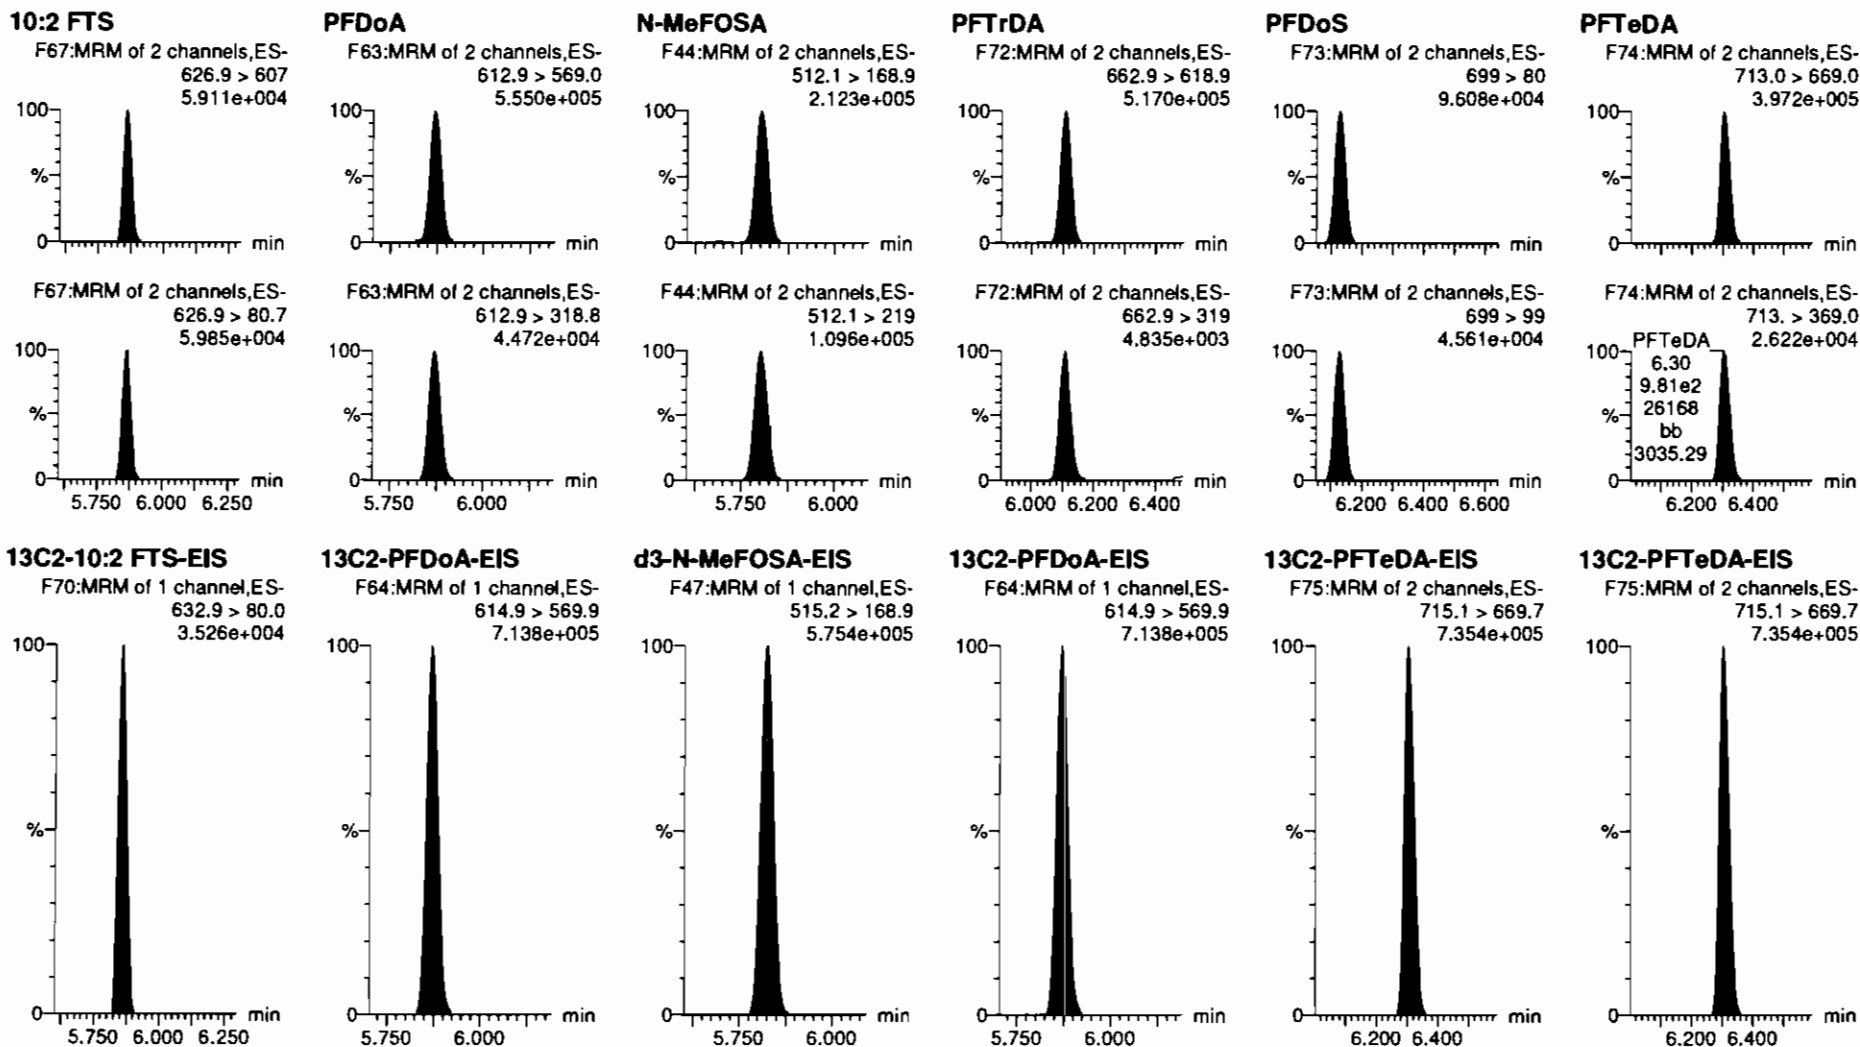 10:2 FTS
F67:MRM of 2 channels,ES-
626.9 > 607
5.911e+004
100
%
0
min
PFDoA
F63:MRM of 2 channels,ES-
612.9 > 569.0
5.550e+005
100
%
0
min
N-MeFOSA
F44:MRM of 2 channels,ES-
512.1 > 168.9
2.123e+005
100
%
0
min
PFTrDA
F72:MRM of 2 channels,ES-
662.9 > 618.9
5.170e+005
100
%
0
min
PFDoS
F73:MRM of 2 channels,ES-
699 > 80
9.608e+004
100
%
0
min
PFTeDA
F74:MRM of 2 channels,ES-
713.0 > 669.0
3.972e+005
100
%
0
min
F67:MRM of 2 channels,ES-
626.9 > 80.7
5.985e+004
100
%
0
min
5.750 6.000 6.250
F63:MRM of 2 channels,ES-
612.9 > 318.8
4.472e+004
100
%
0
min
5.750 6.000
F44:MRM of 2 channels,ES-
512.1 > 219
1.096e+005
100
%
0
min
5.750 6.000
F72:MRM of 2 channels,ES-
662.9 > 319
4.835e+003
100
%
0
min
6.000 6.200 6.400
F73:MRM of 2 channels,ES-
699 > 99
4.561e+004
100
%
0
min
6.200 6.400 6.600
F74:MRM of 2 channels,ES-
713. > 369.0
2.622e+004
100
PFTeDA
6.30
9.81e2
26168
bb
3035.29
%
0
min
6.200 6.400
13C2-10:2 FTS-EIS
F70:MRM of 1 channel,ES-
632.9 > 80.0
3.526e+004
100
%
0
min
5.750 6.000 6.250
13C2-PFDoA-EIS
F64:MRM of 1 channel,ES-
614.9 > 569.9
7.138e+005
100
%
0
min
5.750 6.000
d3-N-MeFOSA-EIS
F47:MRM of 1 channel,ES-
515.2 > 168.9
5.754e+005
100
%
0
min
5.750 6.000
13C2-PFDoA-EIS
F64:MRM of 1 channel,ES-
614.9 > 569.9
7.138e+005
100
%
0
min
5.750 6.000
13C2-PFTeDA-EIS
F75:MRM of 2 channels,ES-
715.1 > 669.7
7.354e+005
100
%
0
min
6.200 6.400
13C2-PFTeDA-EIS
F75:MRM of 2 channels,ES-
715.1 > 669.7
7.354e+005
100
%
0
min
6.200 6.400